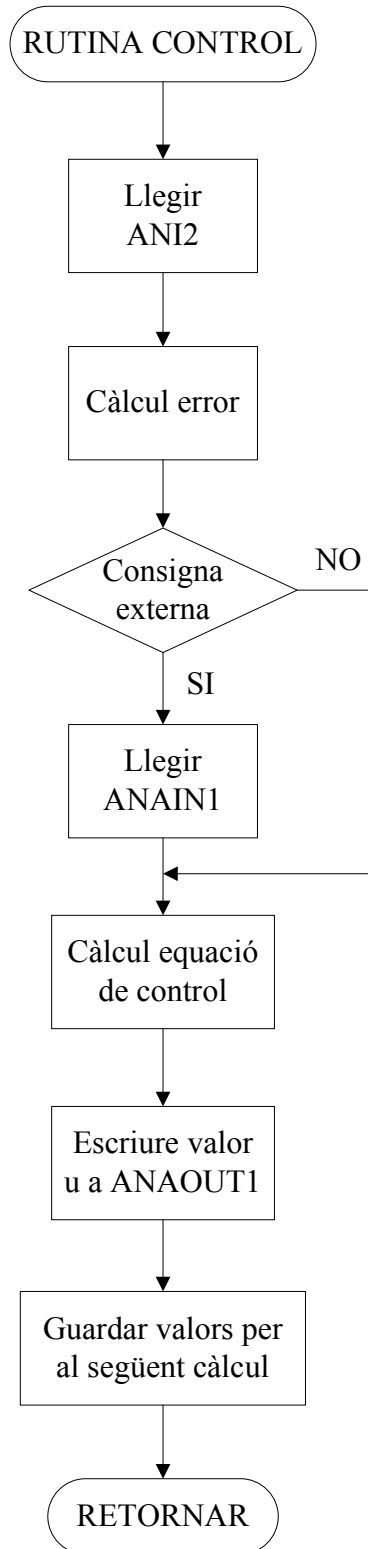 RUTINA CONTROL
Llegir
ANI2
Càlcul error
Consigna
externa
NO
SI
Llegir
ANAIN1
Càlcul equació
de control
Escriure valor
u a ANAOUT1
Guardar valors per
al següent càlcul
RETORNAR